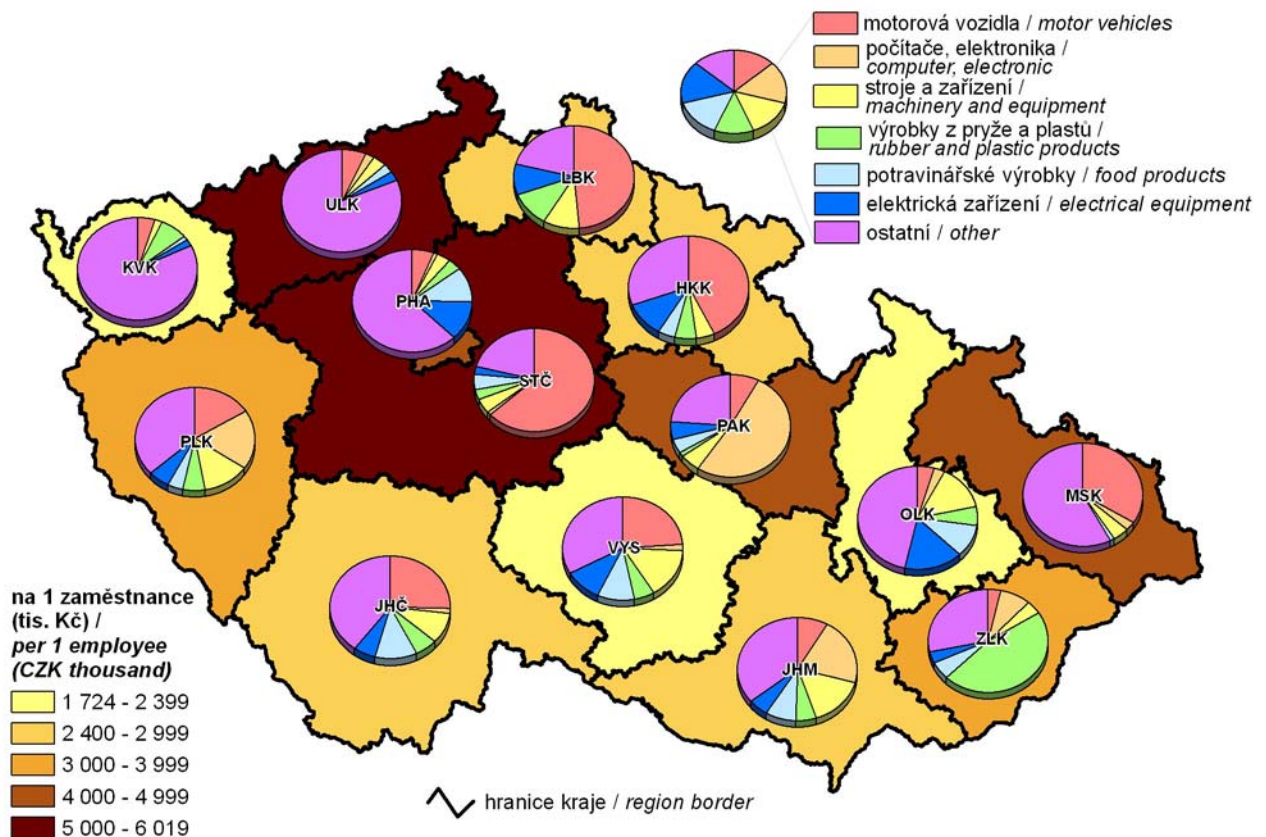 motorová vozidla / motor vehicles
počítače, elektronika /
computer, electronic
stroje a zařízení /
machinery and equipment
výrobky z pryže a plastů /
rubber and plastic products
potravinářské výrobky / food products
elektrická zařízení / electrical equipment
ostatní / other
LBK
ULK
KVK
HKK
PHA
STČ
PAK
PLK
MSK
OLK
VYS
JHČ
ZLK
JHM
na 1 zaměstnance
(tis. Kč) /
per 1 employee
(CZK thousand)
1 724 - 2 399
2 400 - 2 999
3 000 - 3 999
4 000 - 4 999
5 000 - 6 019
hranice kraje / region border